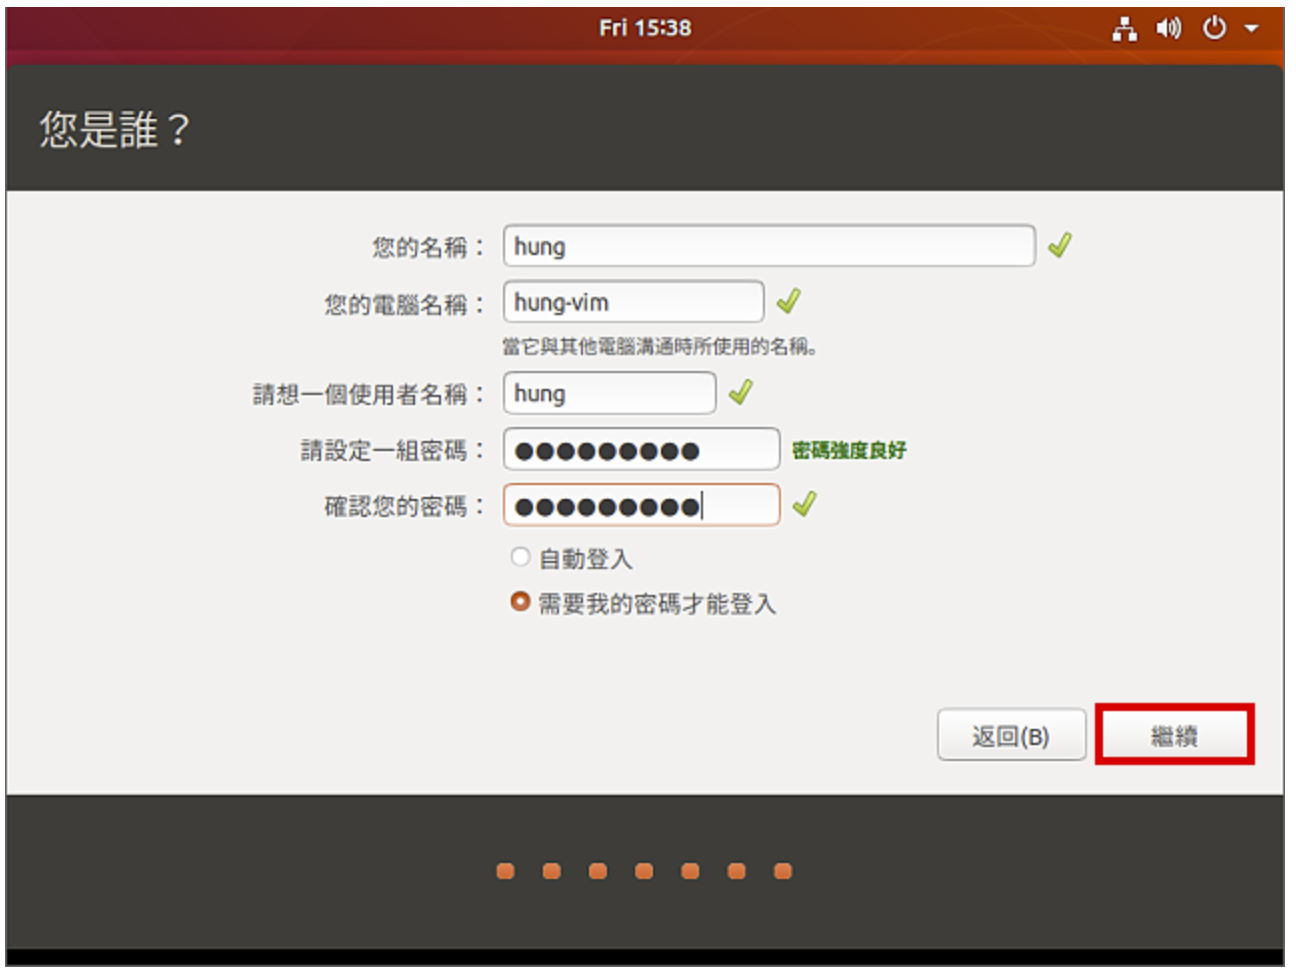 Fri 15:38
您是誰？
您的名稱： hung
您的電腦名稱： hung-vim
當它與其他電腦溝通時所使用的名稱。
請想一個使用者名稱： hung
請設定一組密碼： ●●●●●●●●● 密碼強度良好
確認您的密碼： ●●●●●●●●●
自動登入
需要我的密碼才能登入
返回(B) 繼續